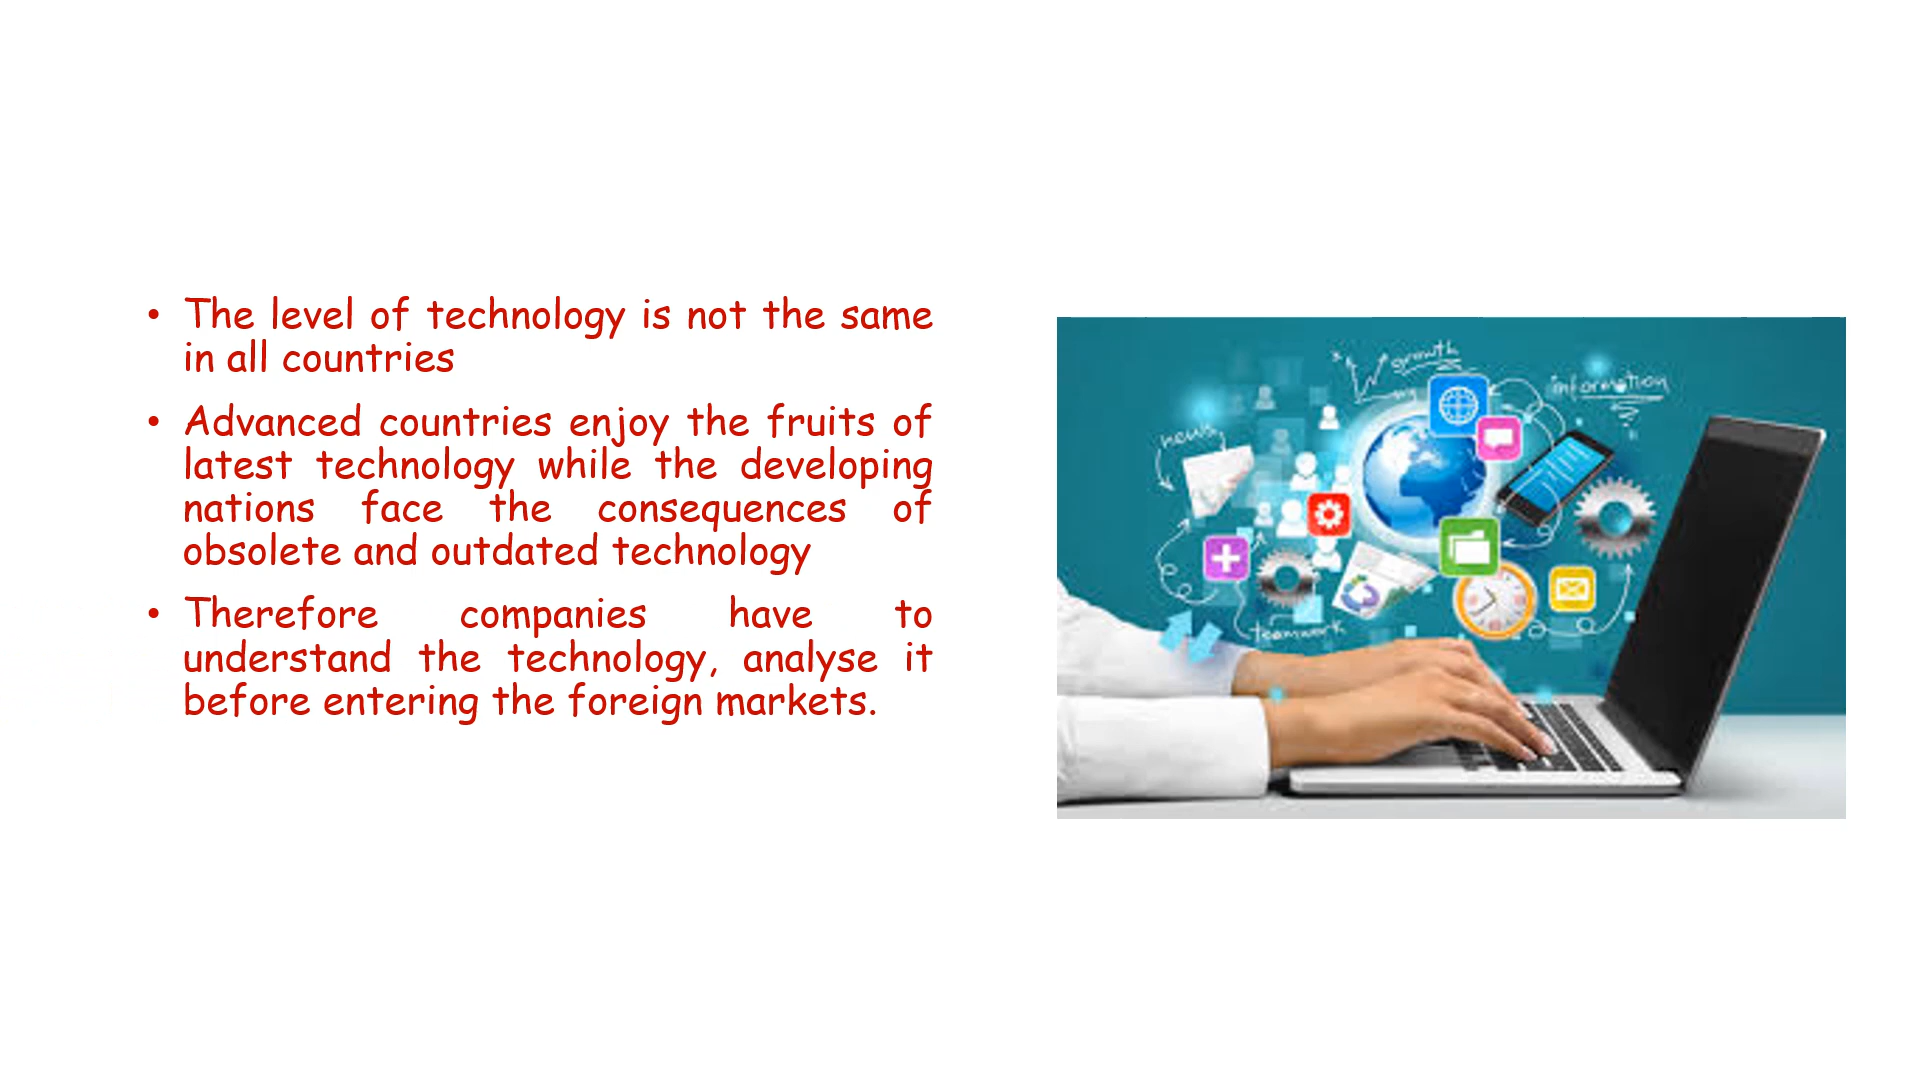 • The level of technology is not the same
in all countries
• Advanced countries enjoy the fruits of
latest technology while the developing
nations face the consequences of
obsolete and outdated technology
• Therefore companies have to
understand the technology, analyse it
before entering the foreign markets.
growth
information
news
teamwork